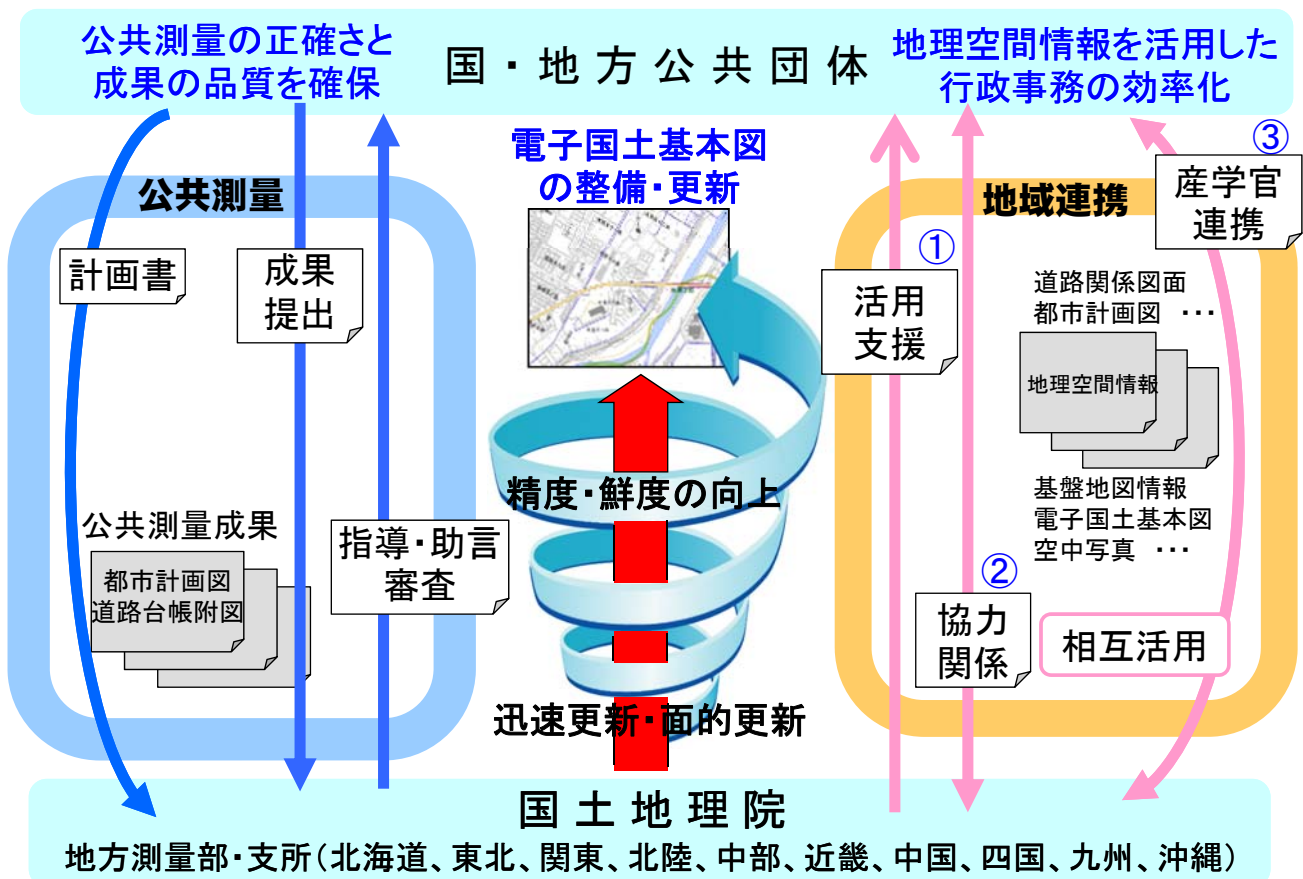 公共測量の正確さと
成果の品質を確保
国・地方公共団体
地理空間情報を活用した
行政事務の効率化
電子国土基本図
の整備・更新
公共測量
計画書
成果
提出
公共測量成果
都市計画図
道路台帳附図
指導・助言
審査
精度・鮮度の向上
迅速更新・面的更新
地域連携
①
活用
支援
②
協力
関係
③
産学官
連携
道路関係図面
都市計画図 ・・・
地理空間情報
基盤地図情報
電子国土基本図
空中写真 ・・・
相互活用
国土地理院
地方測量部・支所(北海道、東北、関東、北陸、中部、近畿、中国、四国、九州、沖縄)